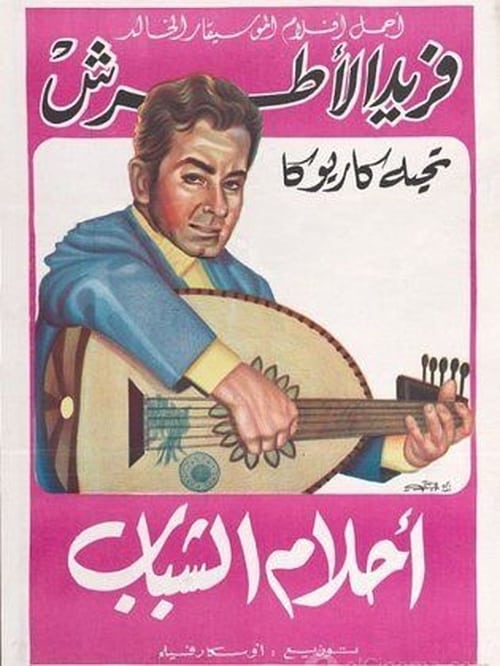 أجمل أفلام الموسيقار الخالد
فريد الأطرش
تحية كاريوكا
أحلام الشباب
توزيع : أوسكار فيلم